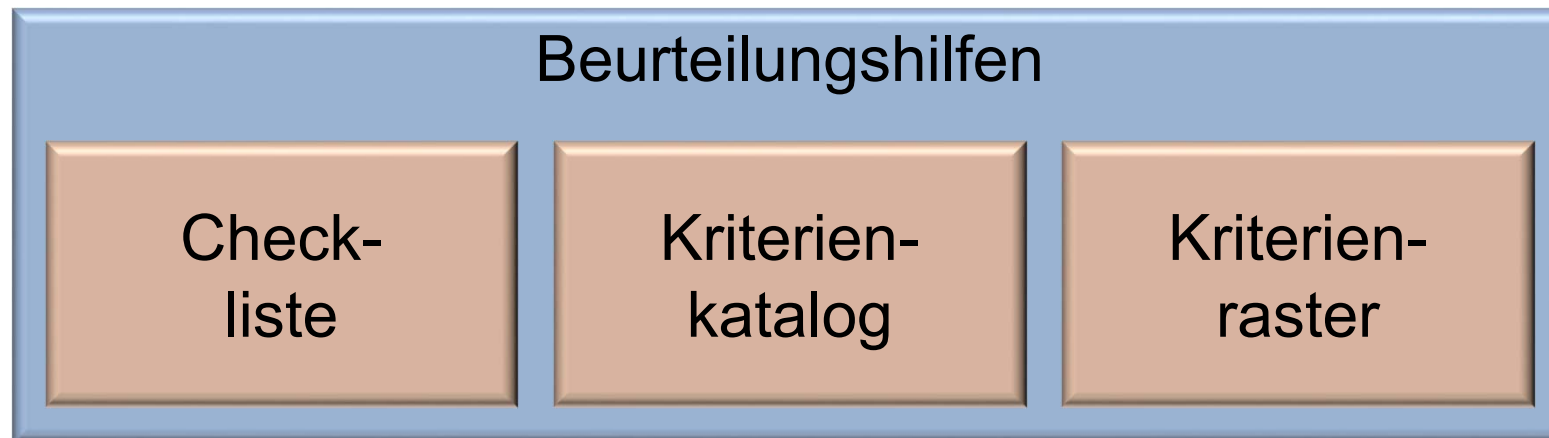 Beurteilungshilfen
Check-
liste
Kriterien-
katalog
Kriterien-
raster